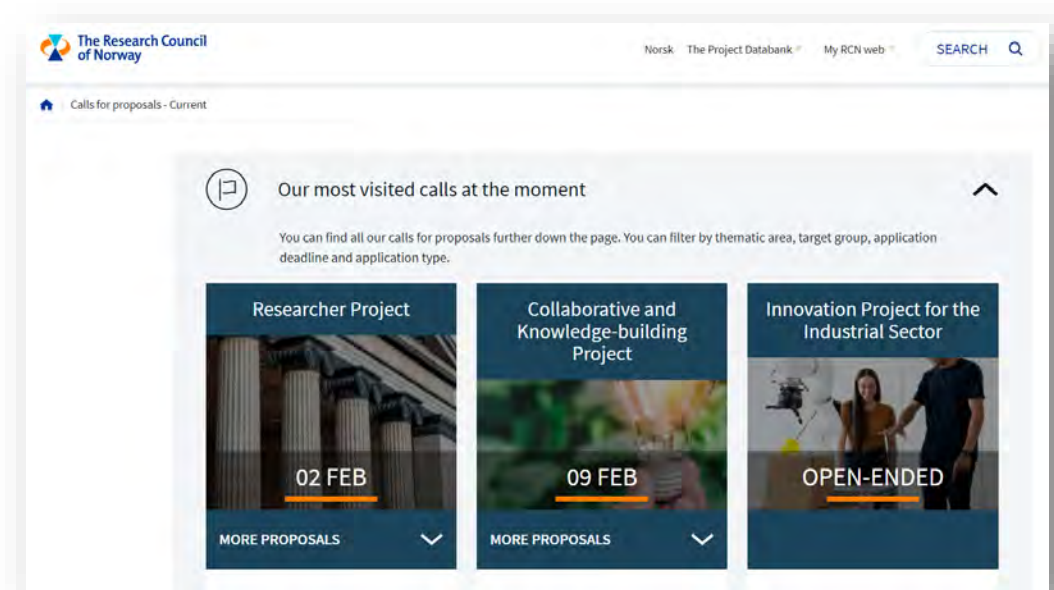 The Research Council
of Norway
Norsk The Project Databank My RCN web SEARCH
Calls for proposals - Current
Our most visited calls at the moment
You can find all our calls for proposals further down the page. You can filter by thematic area, target group, application
deadline and application type.
Researcher Project
02 FEB
MORE PROPOSALS
Collaborative and
Knowledge-building
Project
09 FEB
MORE PROPOSALS
Innovation Project for the
Industrial Sector
OPEN-ENDED